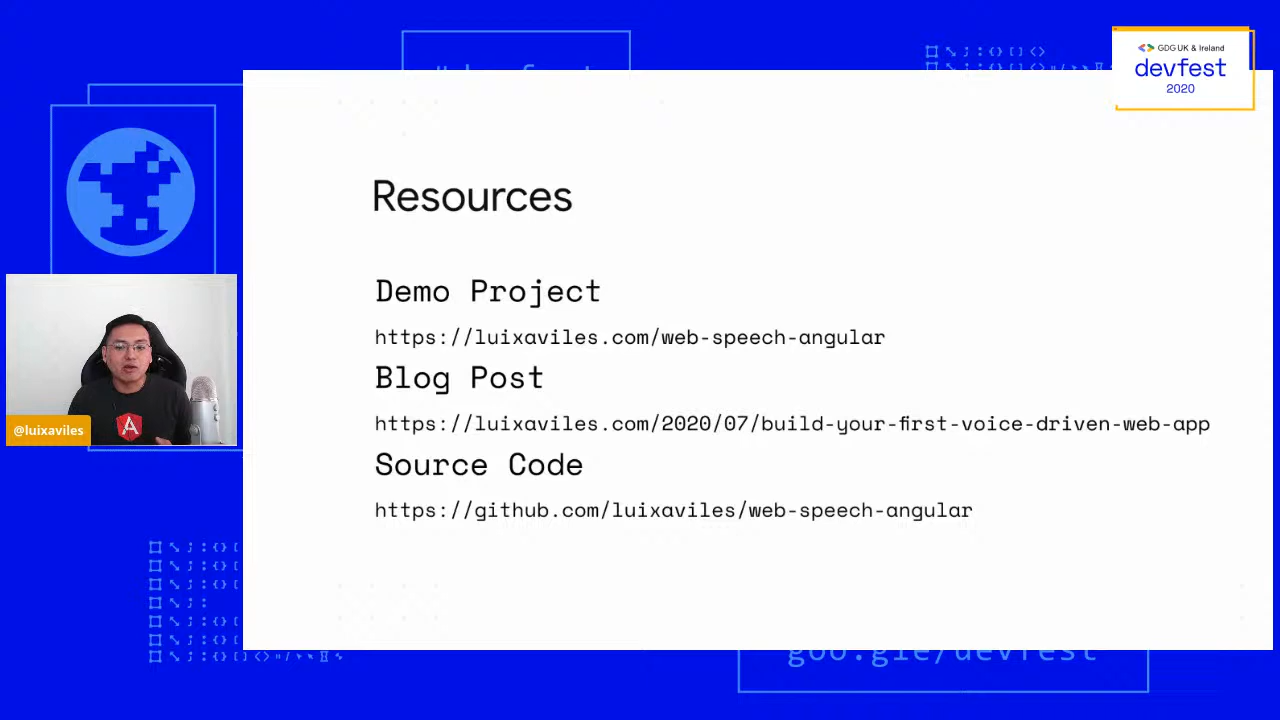 GDG UK & Ireland
devfest
2020
Resources
Demo Project
https://luixaviles.com/web-speech-angular
Blog Post
https://luixaviles.com/2020/07/build-your-first-voice-driven-web-app
Source Code
https://github.com/luixaviles/web-speech-angular
@luixaviles
A
goo.gle/devfest